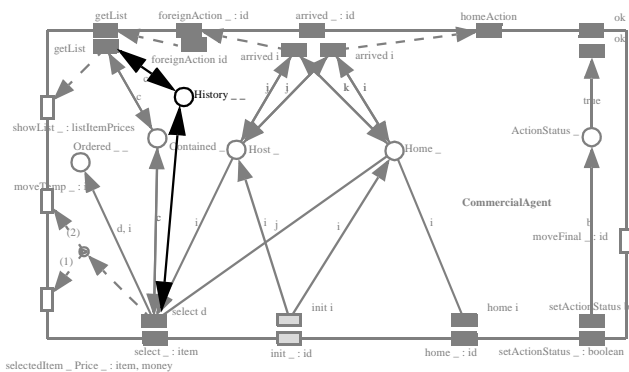 getList
foreignAction _ : id
arrived _ : id
homeAction
ok
getList
foreignAction id
arrived i
arrived i
ok
c
c
History _ _
i
j
k
i
true
showList _ : listItemPrices
Ordered _ _
Contained _
Host _
Home _
ActionStatus _
moveTemp _ :
d, i
c
i
i
j
i
i
CommercialAgent
b
(2)
moveFinal _ : id
(1)
select d
init i
home i
setActionStatus b
select _ : item
init _ : id
home _ : id
setActionStatus _ : boolean
selectedItem _ Price _ : item, money